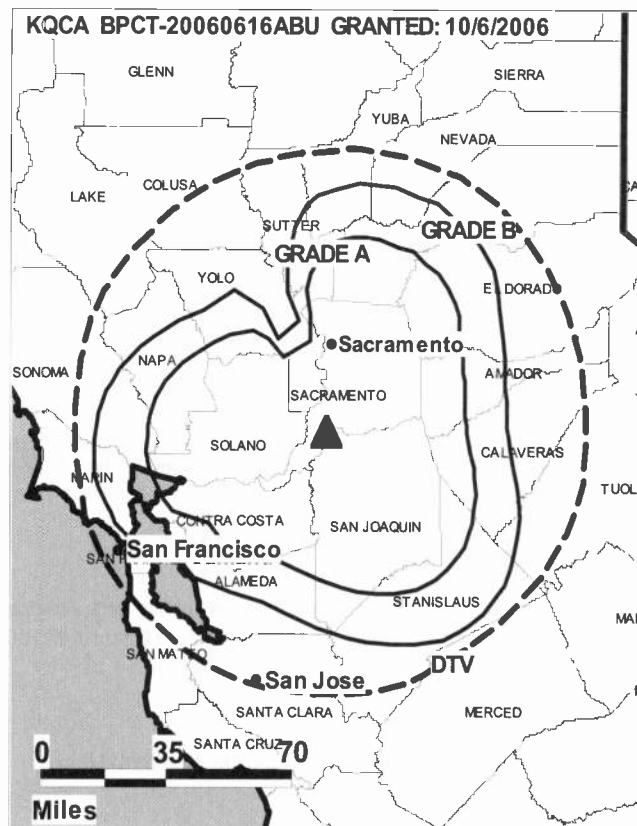 KQCA BPCT-20060616ABU GRANTED: 10/6/2006
GLENN
SIERRA
YUBA
NEVADA
COLUSA
LAKE
SUTTER
GRADE B
GRADE A
YOLO
EL DORADO
Sacramento
NAPA
SONOMA
AMADOR
SACRAMENTO
SOLANO
CALAVERAS
MARIN
TUOL
CONTRA COSTA
SAN JOAQUIN
San Francisco
ALAMEDA
STANISLAUS
SAN MATEO
DTV
San Jose
SANTA CLARA
MERCED
SANTA CRUZ
0 35 70
Miles